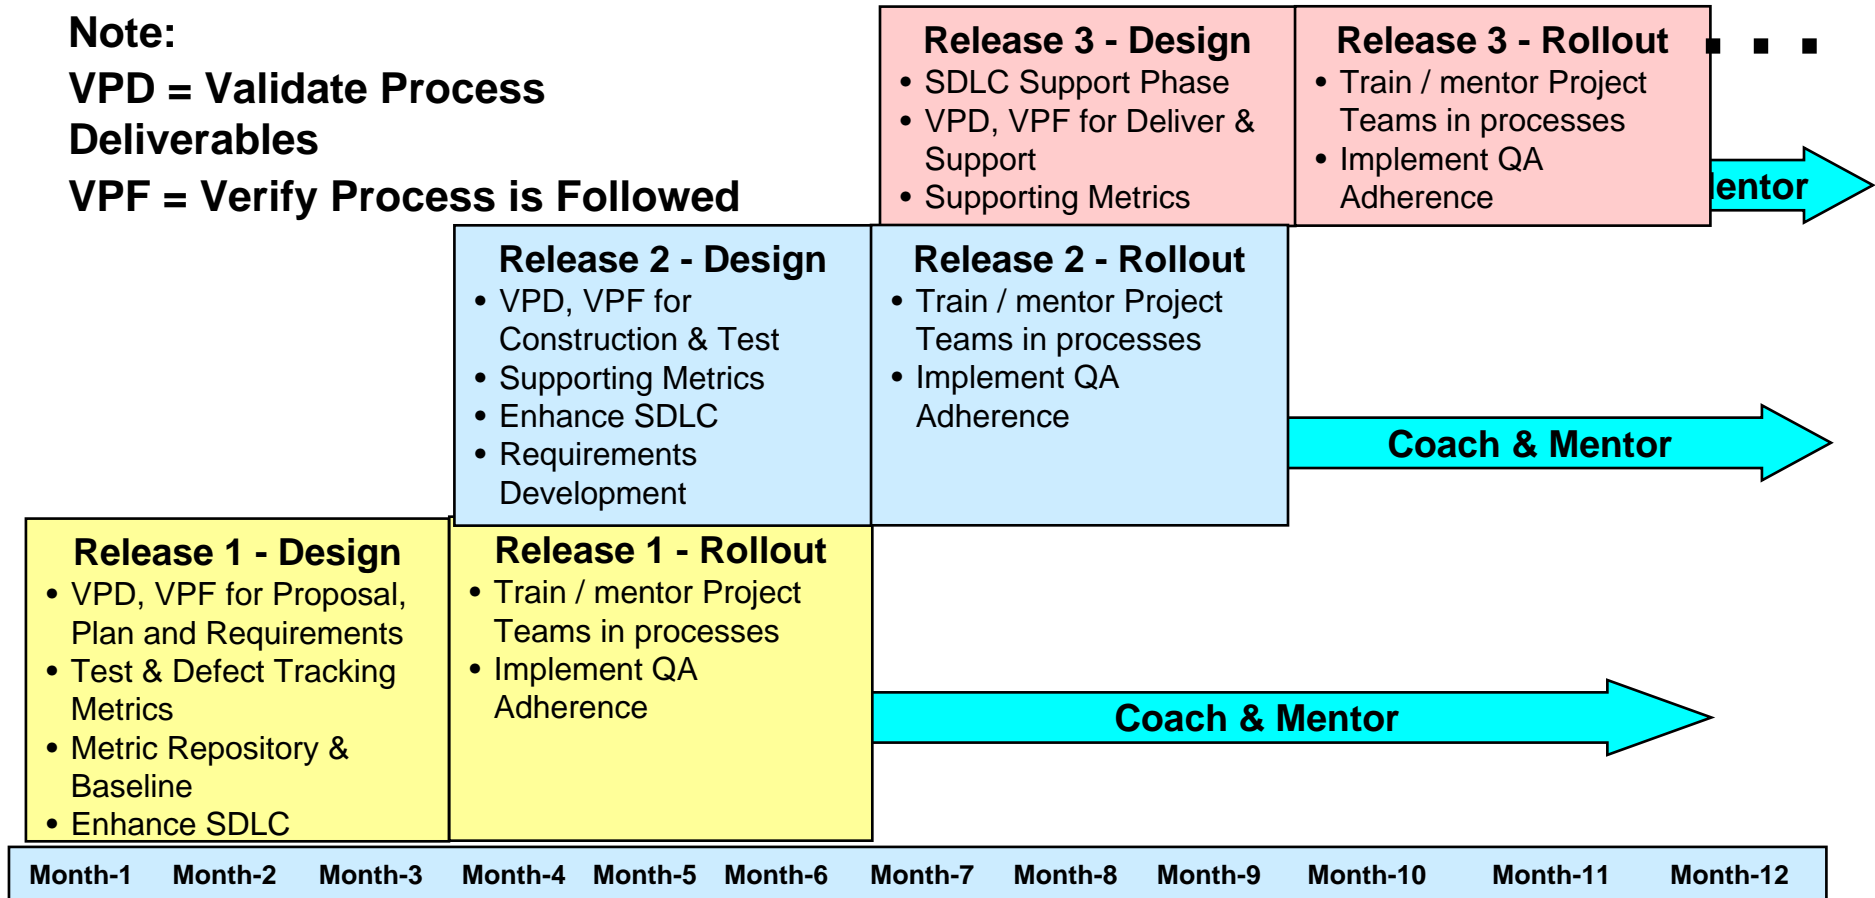 Note:
VPD = Validate Process
Deliverables
VPF = Verify Process is Followed
Release 3 - Design
• SDLC Support Phase
• VPD, VPF for Deliver &
Support
• Supporting Metrics
Release 3 - Rollout
• Train / mentor Project
Teams in processes
• Implement QA
Adherence
. . .
Release 2 - Design
• VPD, VPF for
Construction & Test
• Supporting Metrics
• Enhance SDLC
• Requirements
Development
Release 2 - Rollout
• Train / mentor Project
Teams in processes
• Implement QA
Adherence
Coach & Mentor
Release 1 - Design
• VPD, VPF for Proposal,
Plan and Requirements
• Test & Defect Tracking
Metrics
• Metric Repository &
Baseline
• Enhance SDLC
Release 1 - Rollout
• Train / mentor Project
Teams in processes
• Implement QA
Adherence
Coach & Mentor
Month-1 Month-2 Month-3 Month-4 Month-5 Month-6 Month-7 Month-8 Month-9 Month-10 Month-11 Month-12